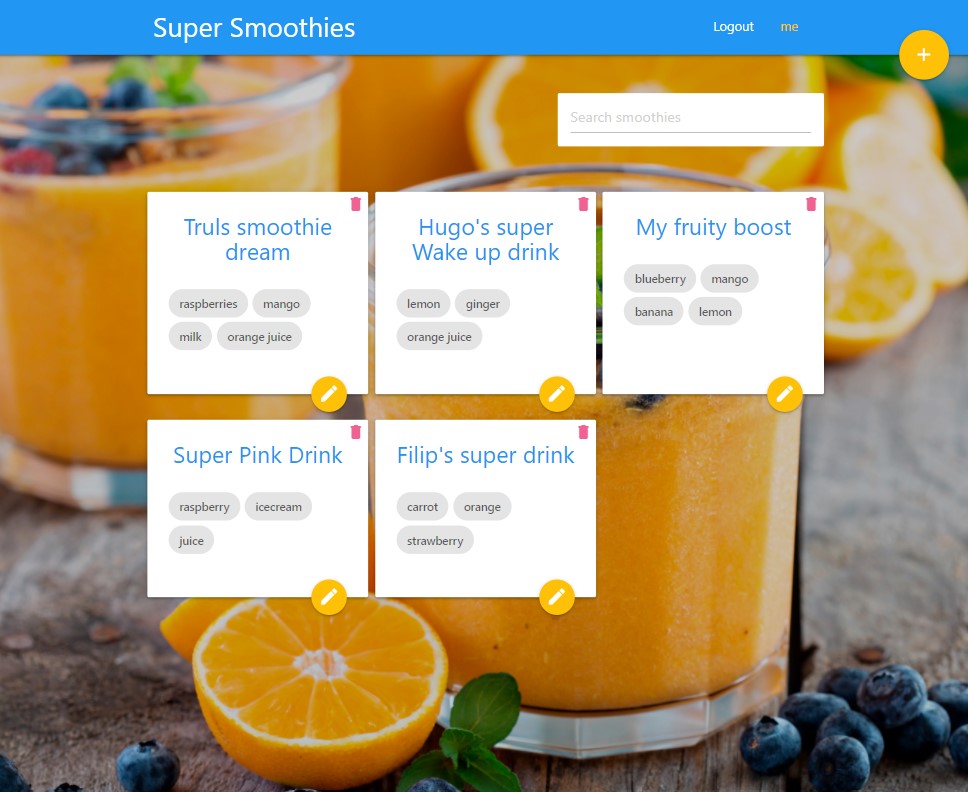 Super Smoothies
Logout me
+
Search smoothies
Truls smoothie
dream
raspberries mango
milk orange juice
Hugo's super
Wake up drink
lemon ginger
orange juice
My fruity boost
blueberry mango
banana lemon
Super Pink Drink
raspberry icecream
juice
Filip's super drink
carrot orange
strawberry